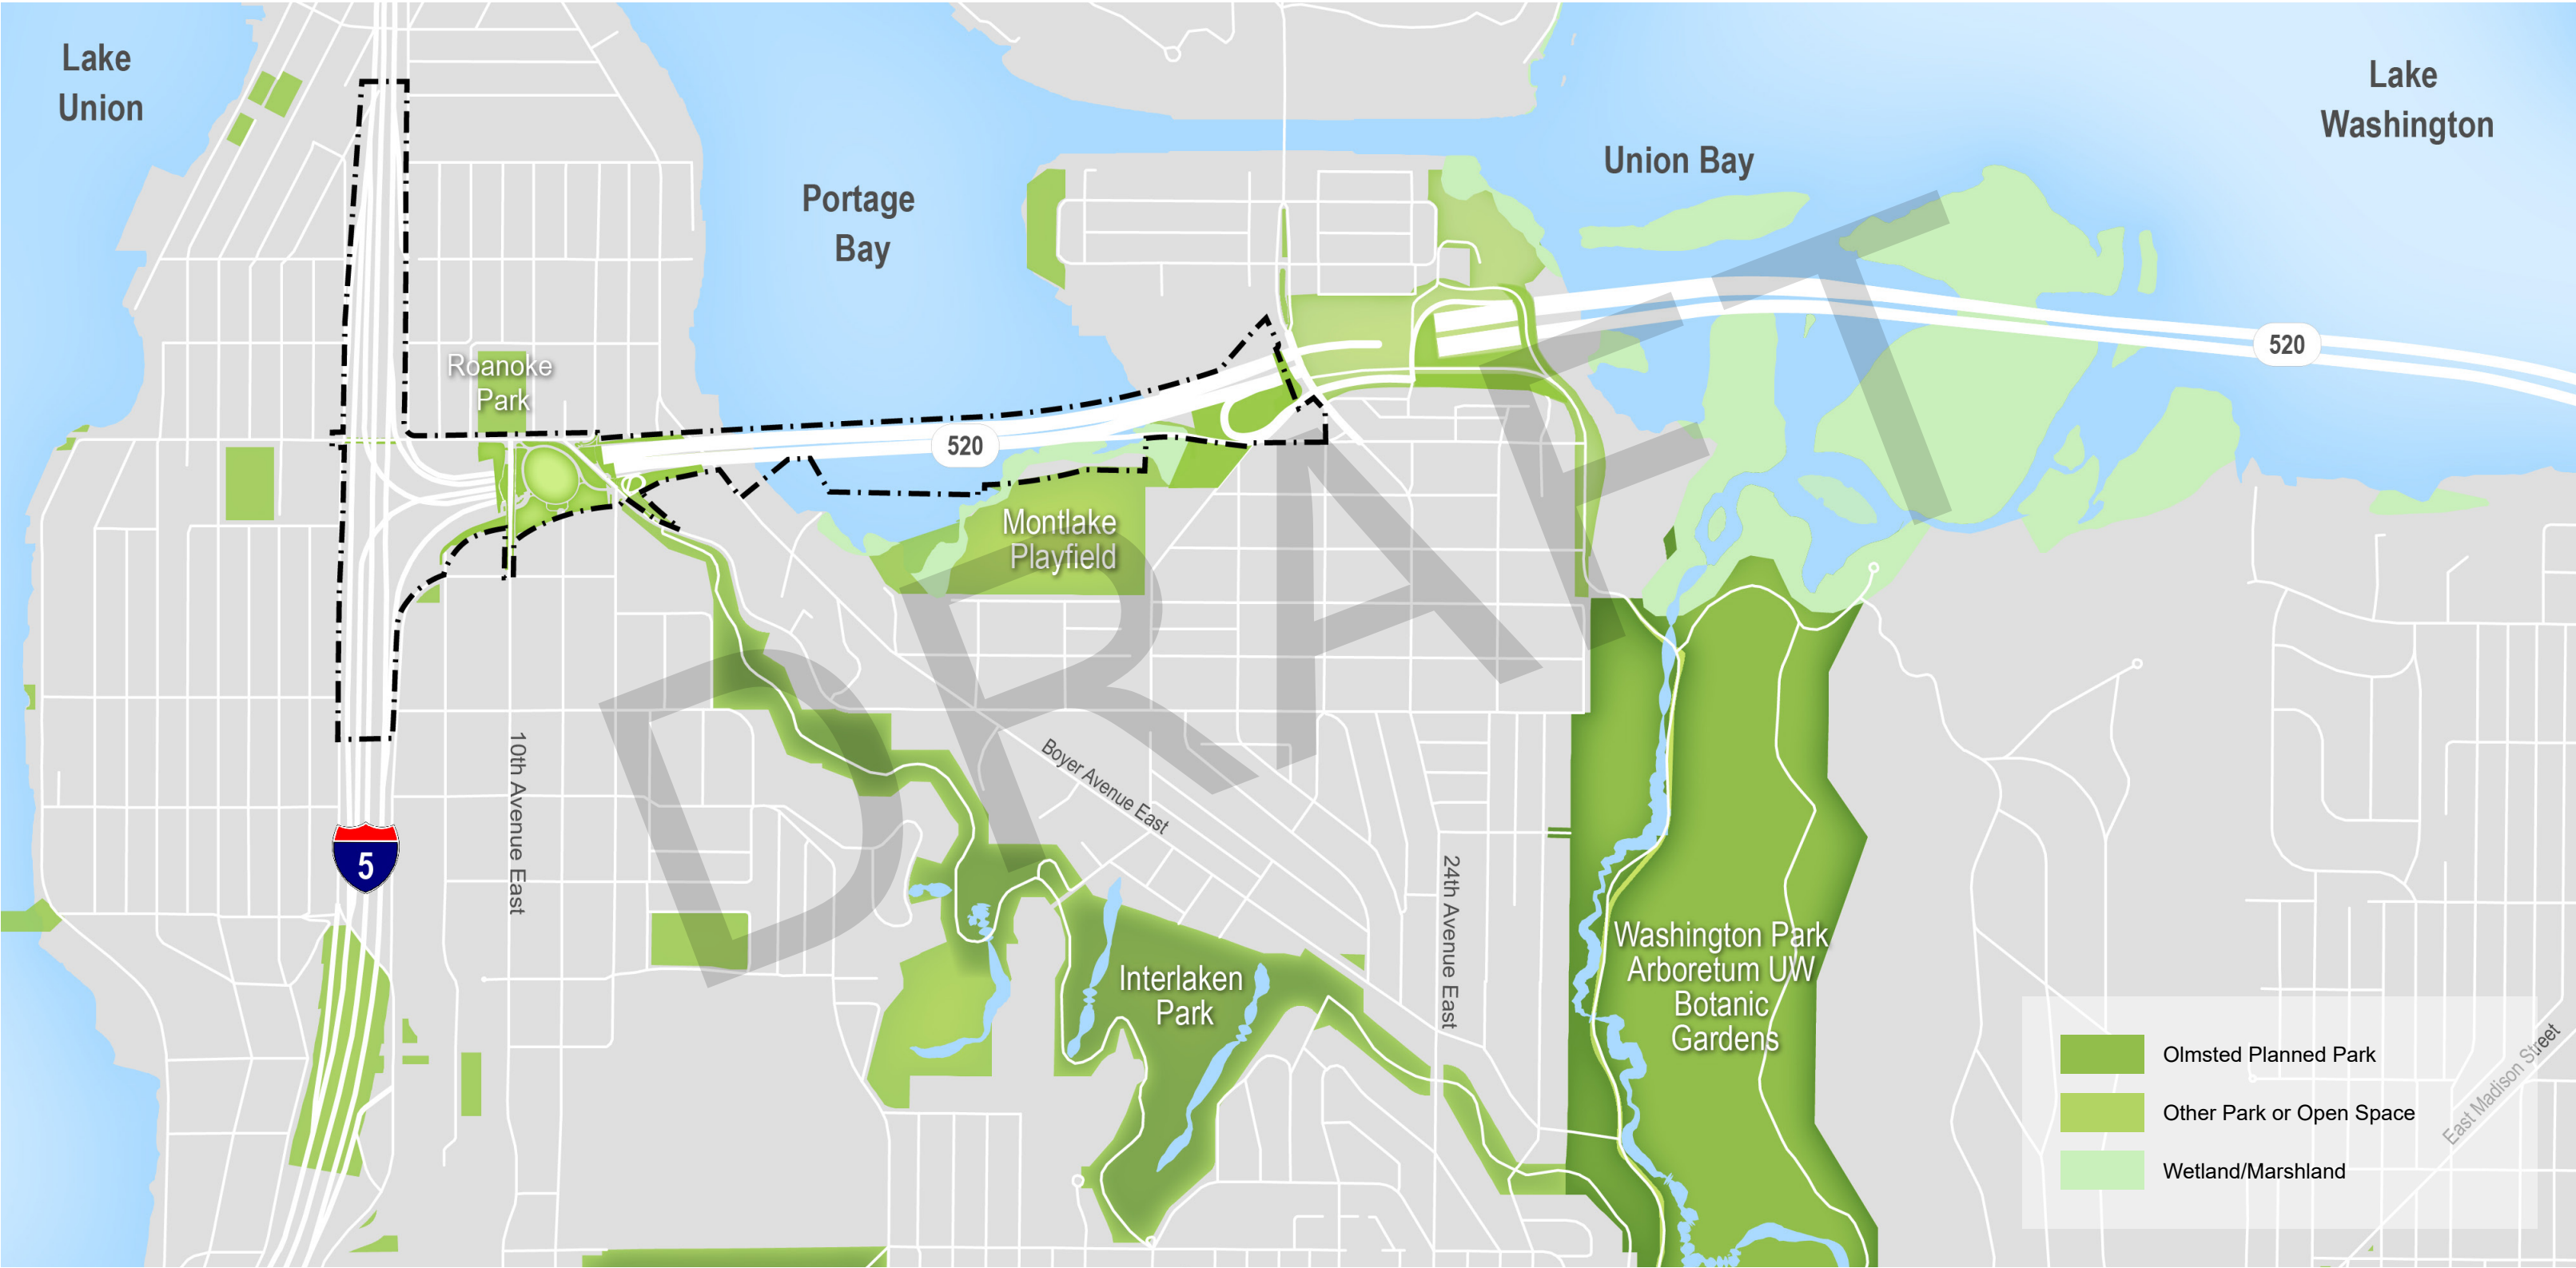 Lake
Union
Lake
Washington
Union Bay
Portage
Bay
520
Roanoke
Park
520
Montlake
Playfield
DRAFT
10th Avenue East
Boyer Avenue East
5
24th Avenue East
Washington Park
Arboretum UW
Botanic
Gardens
Interlaken
Park
Olmsted Planned Park
Other Park or Open Space
Wetland/Marshland
East Madison Street